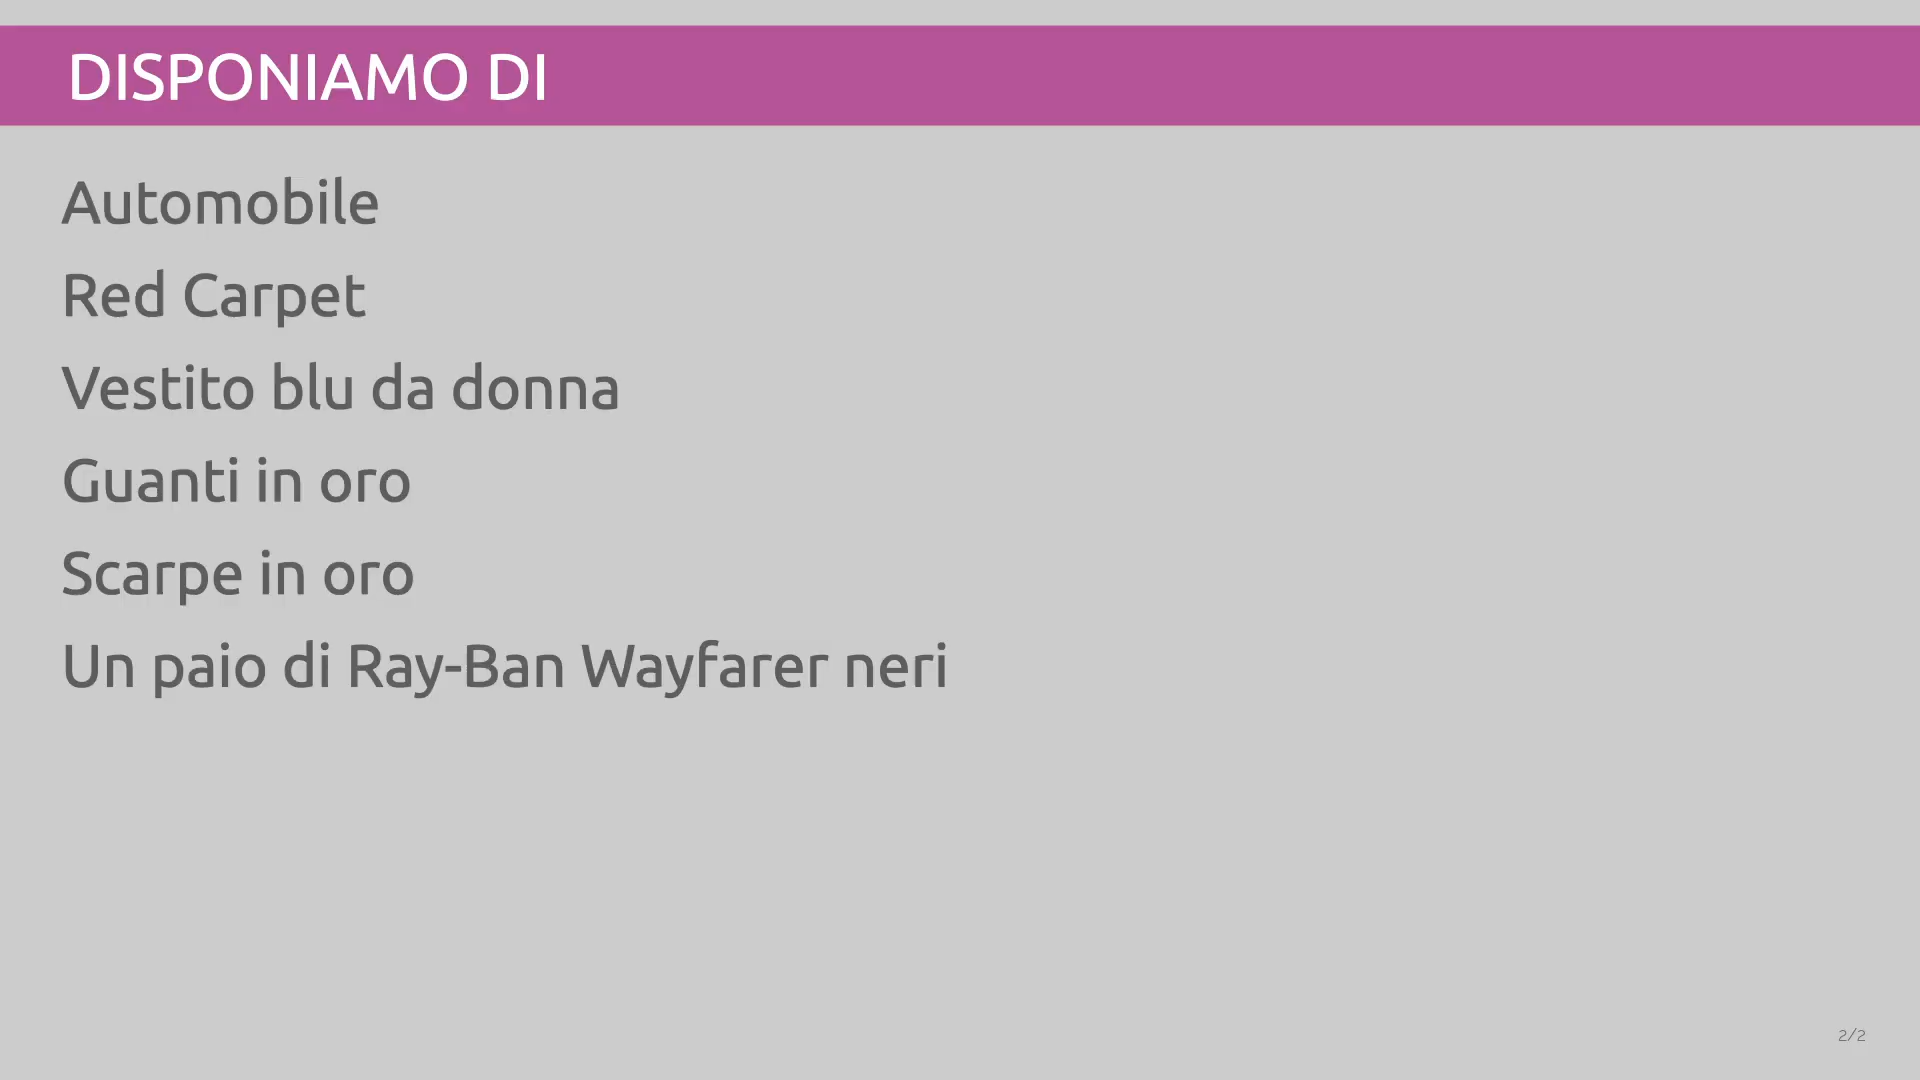 DISPONIAMO DI
Automobile
Red Carpet
Vestito blu da donna
Guanti in oro
Scarpe in oro
Un paio di Ray-Ban Wayfarer neri
2/2